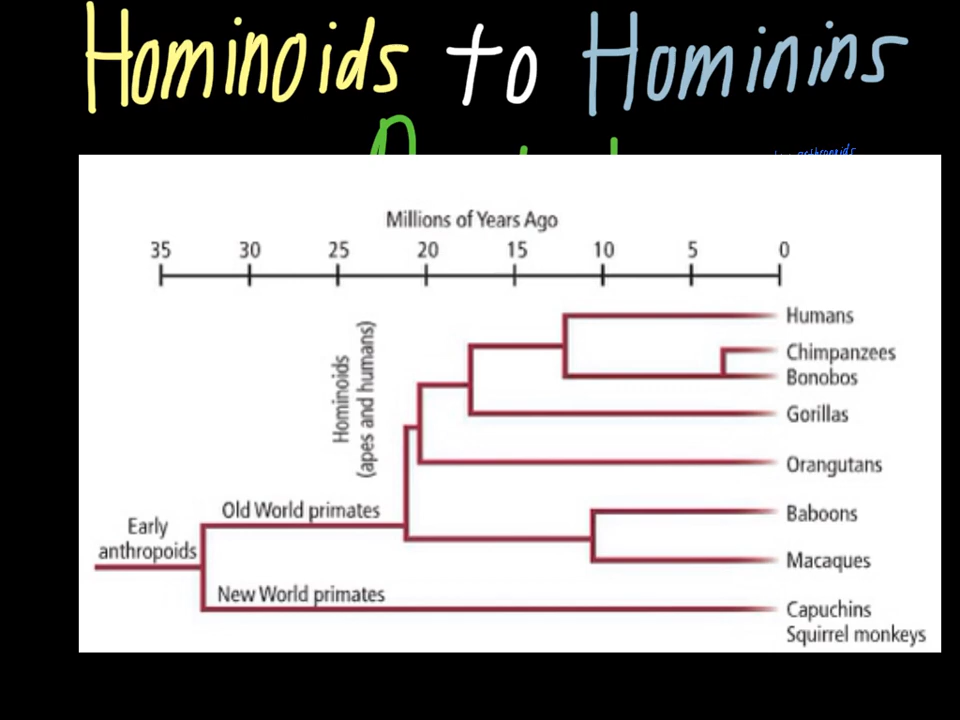 Hominoids to Hominins
anthropoids
Millions of Years Ago
35 30 25 20 15 10 5 0
Hominoids
(apes and humans)
Humans
Chimpanzees
Bonobos
Gorillas
Orangutans
Old World primates
Baboons
Early
anthropoids
Macaques
New World primates
Capuchins
Squirrel monkeys